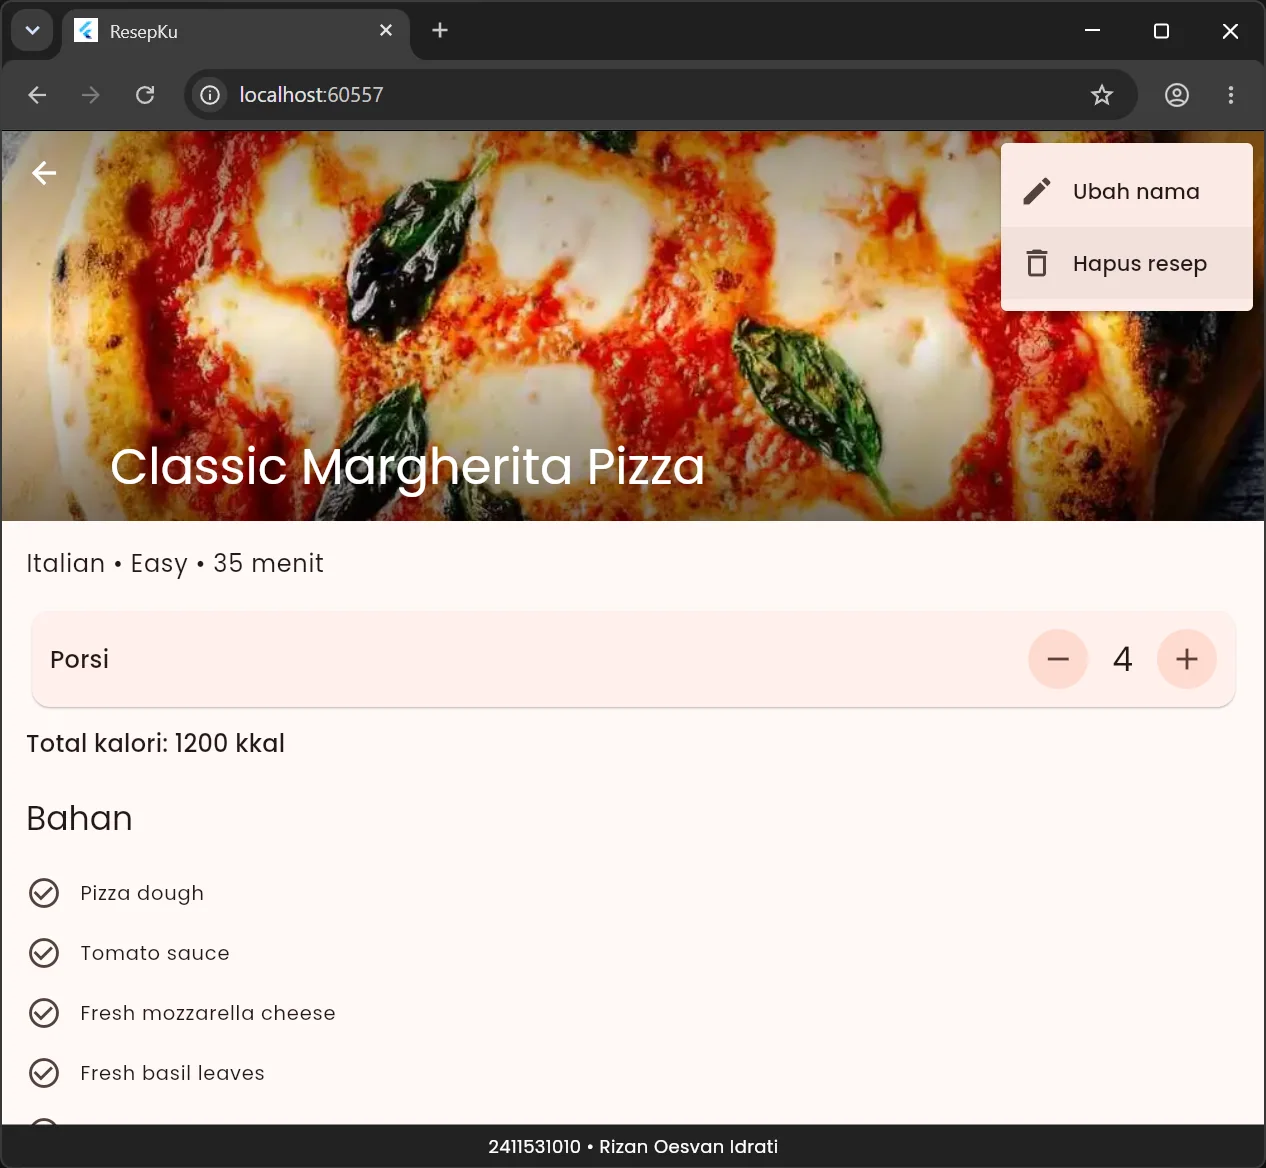 ResepKu
localhost:60557
Ubah nama
Hapus resep
Classic Margherita Pizza
Italian • Easy • 35 menit
Porsi
4
Total kalori: 1200 kkal
Bahan
Pizza dough
Tomato sauce
Fresh mozzarella cheese
Fresh basil leaves
2411531010 • Rizan Oesvan Idrati